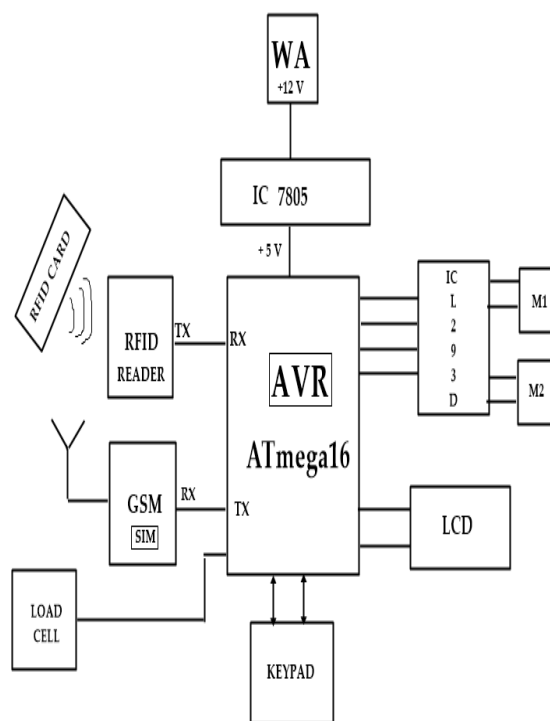 WA
+12 V
IC 7805
+ 5 V
RFID CARD
RFID
READER
TX
RX
AVR
ATmega16
IC
L
2
9
3
D
M1
M2
GSM
SIM
RX
TX
LCD
LOAD
CELL
KEYPAD